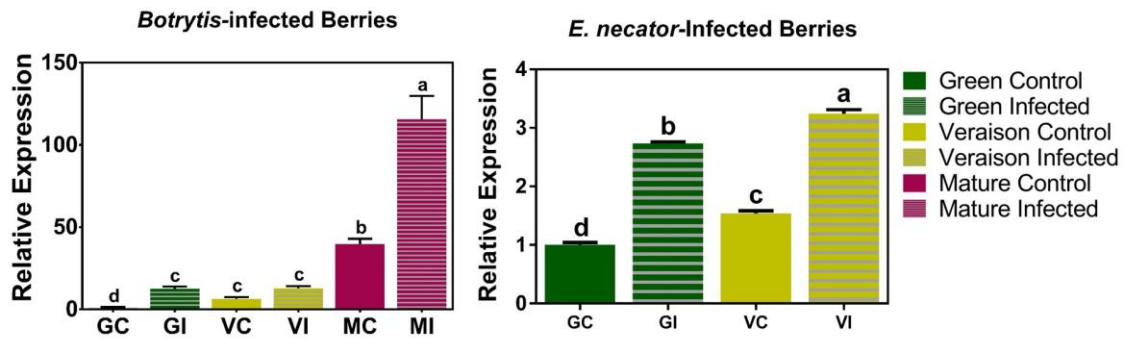 Botrytis-infected Berries
Relative Expression
150
100
50
0
d
c
c
c
b
a
GC GI VC VI MC MI
E. necator-Infected Berries
Relative Expression
4
3
2
1
0
d
b
c
a
GC GI VC VI
Green Control
Green Infected
Veraison Control
Veraison Infected
Mature Control
Mature Infected